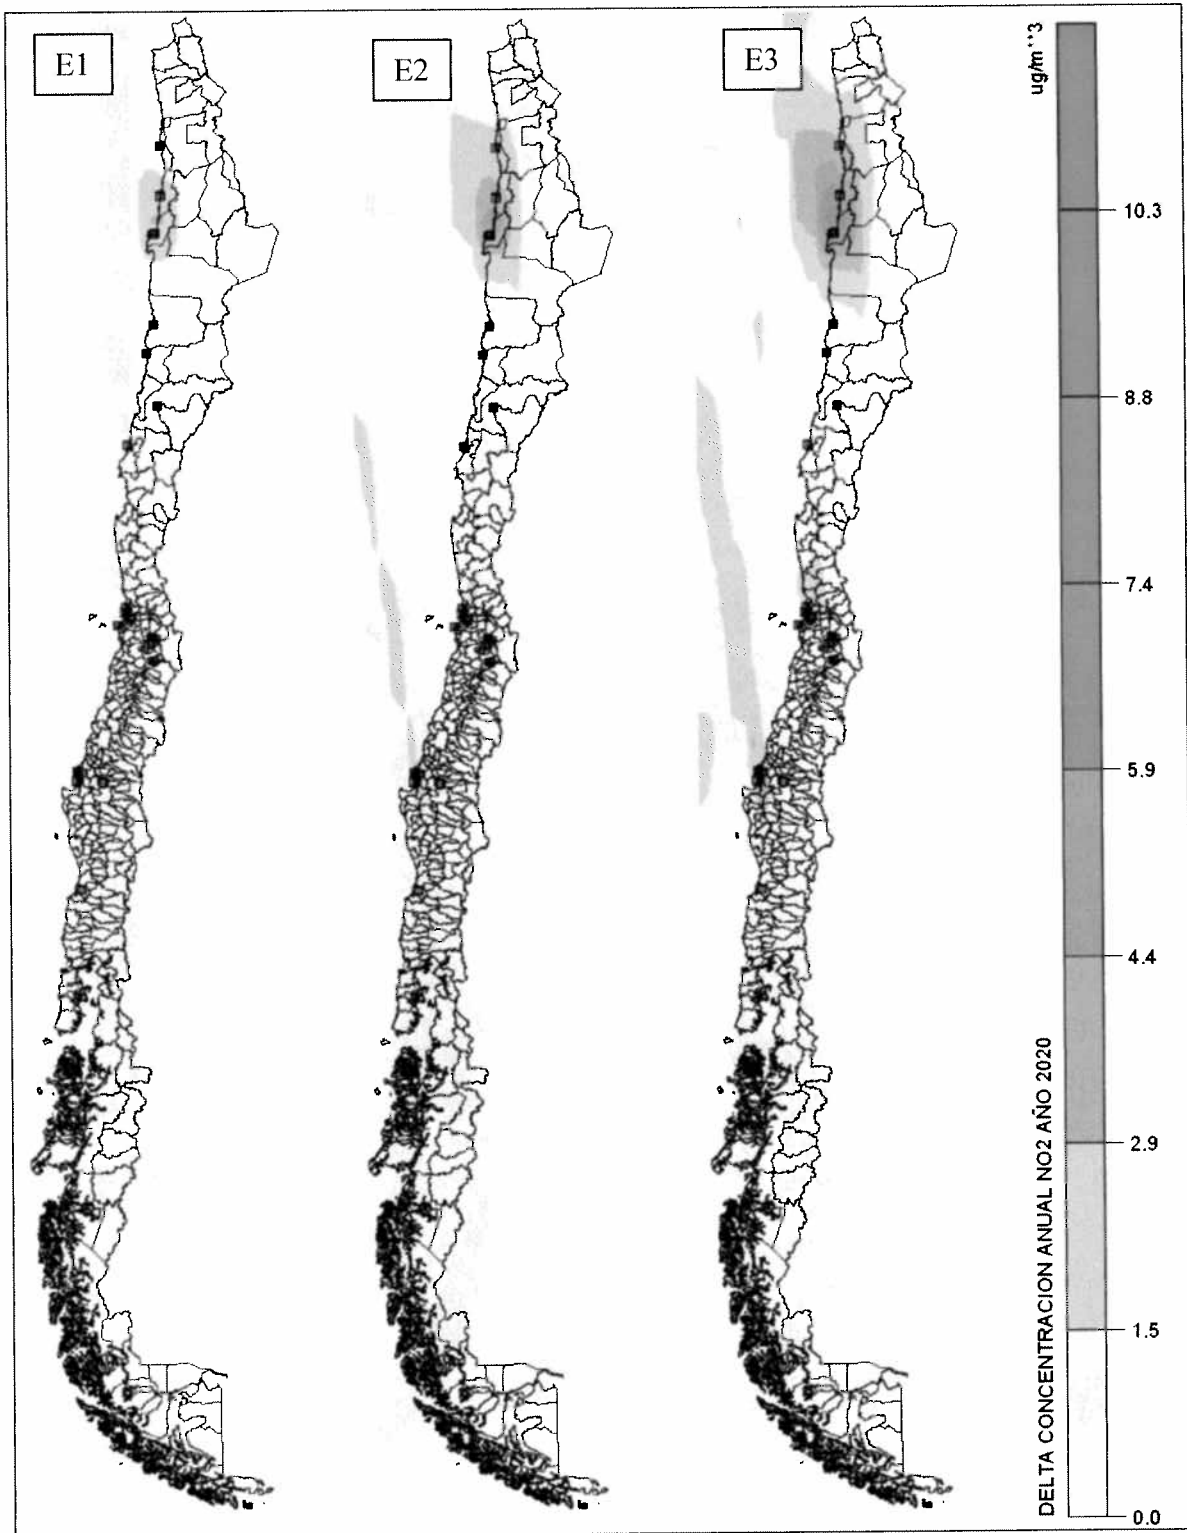 E1
E2
E3
ug/m**3
10.3
8.8
7.4
5.9
4.4
2.9
1.5
0.0
DELTA CONCENTRACION ANUAL NO2 AÑO 2020